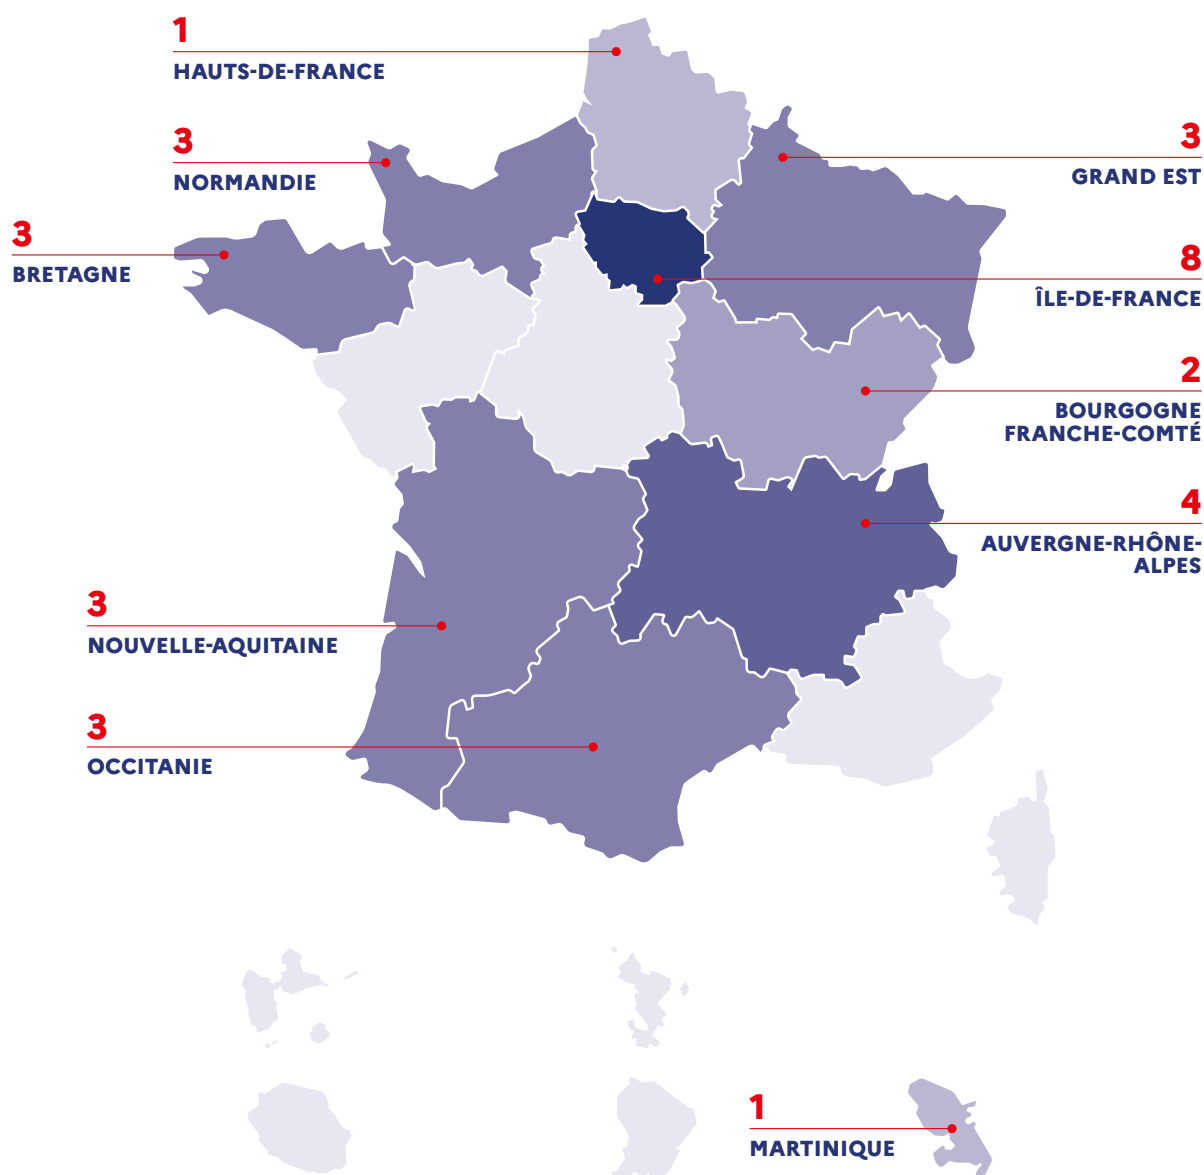 1
HAUTS-DE-FRANCE
3
NORMANDIE
3
GRAND EST
3
BRETAGNE
8
ÎLE-DE-FRANCE
2
BOURGOGNE
FRANCHE-COMTÉ
4
AUVERGNE-RHÔNE-
ALPES
3
NOUVELLE-AQUITAINE
3
OCCITANIE
1
MARTINIQUE